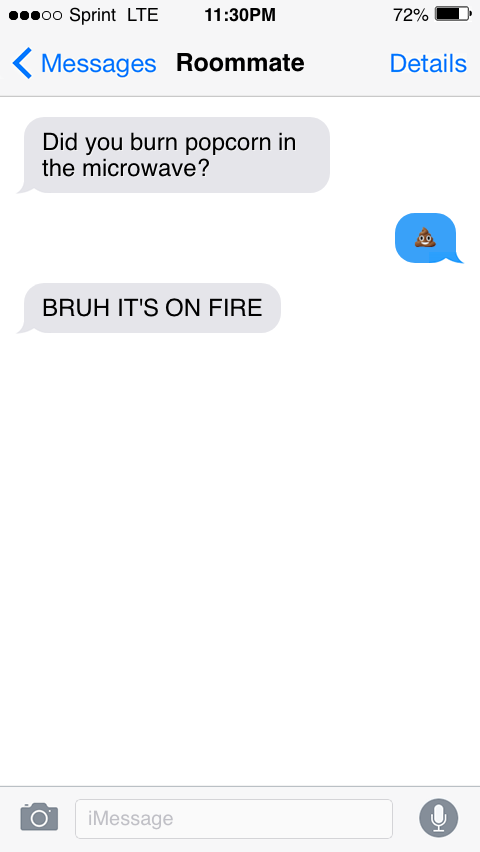 Sprint LTE 11:30PM 72%
Messages Roommate Details
Did you burn popcorn in
the microwave?
💩
BRUH IT'S ON FIRE
iMessage